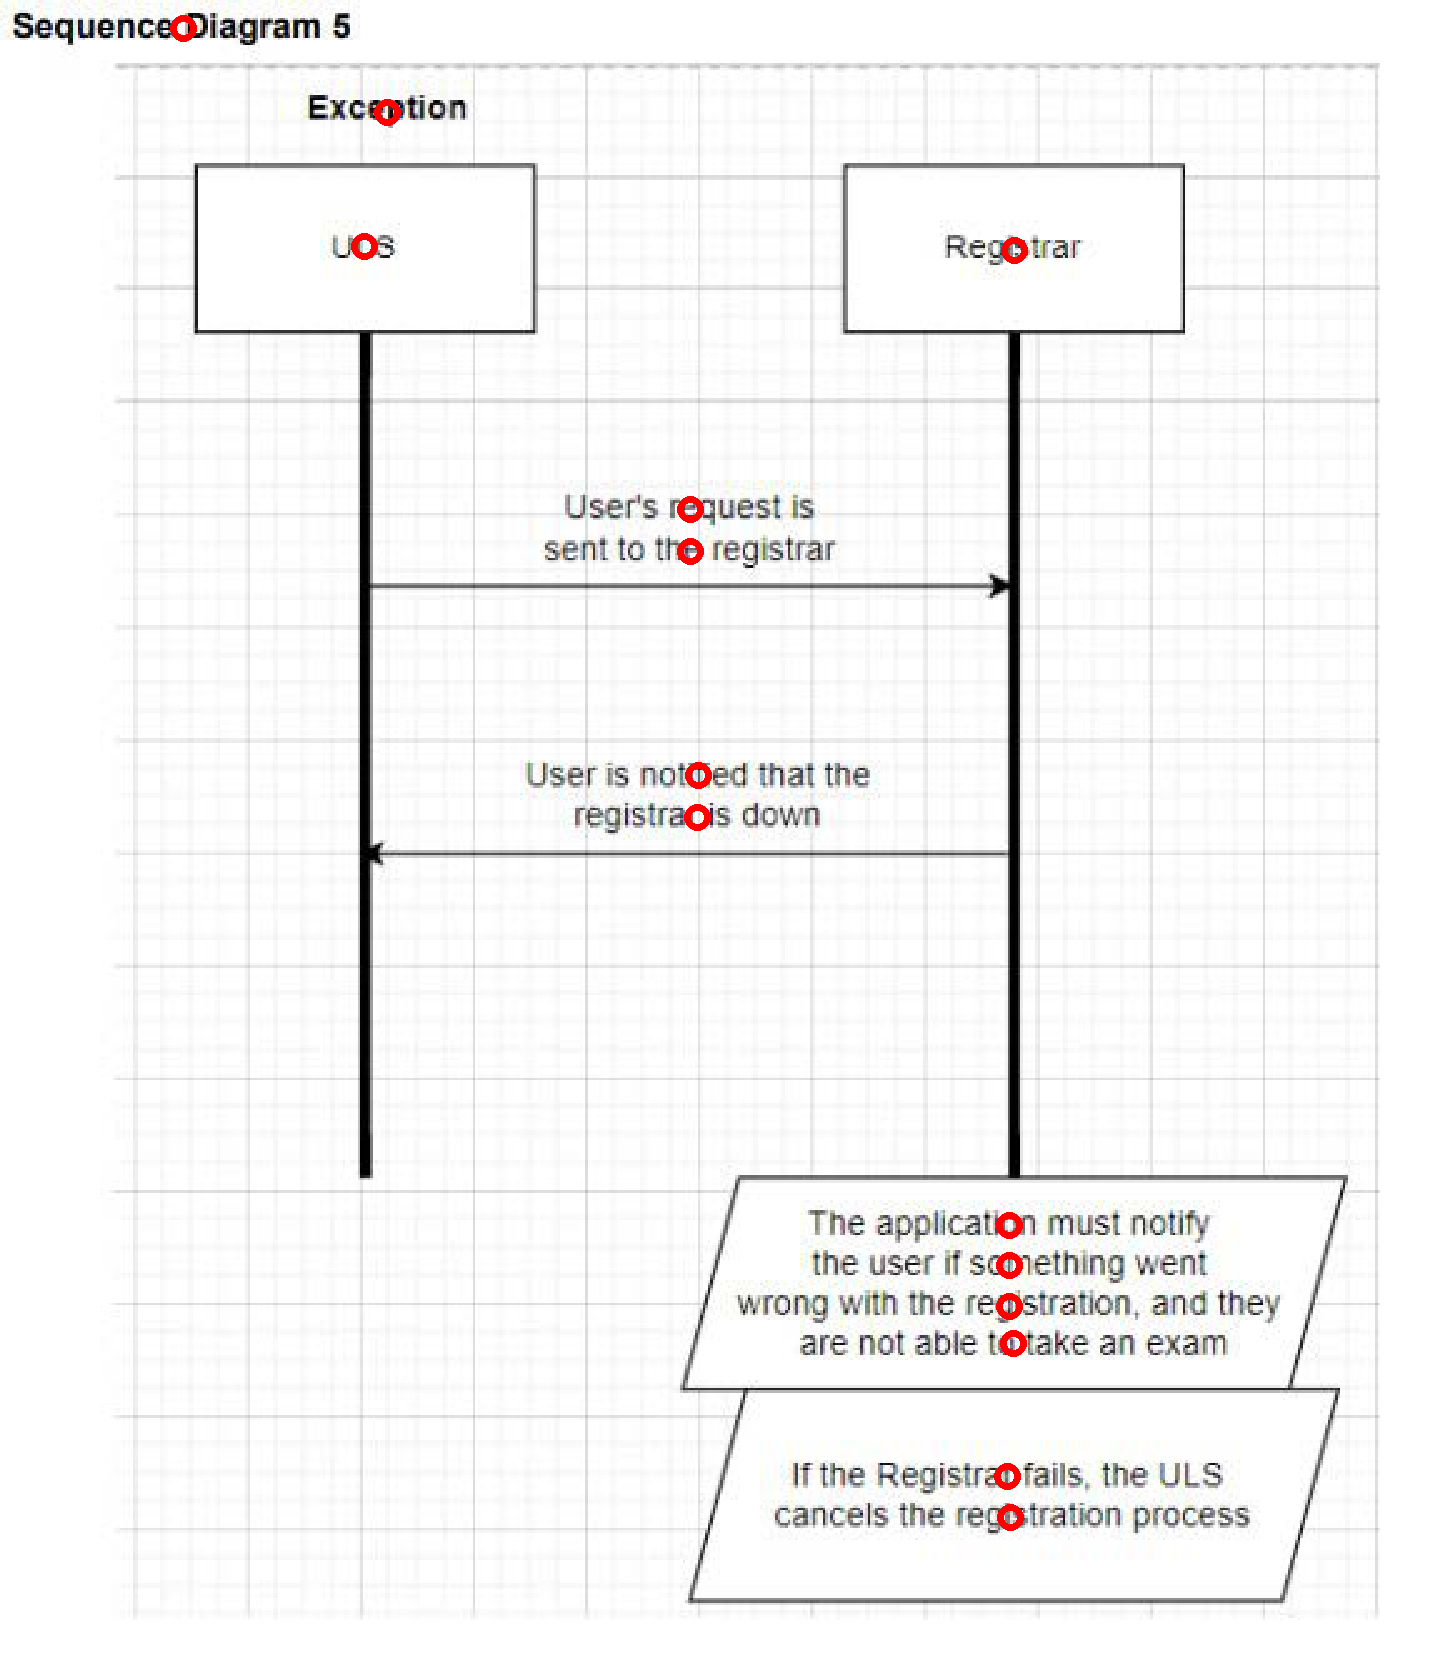 Sequence Diagram 5
Exception
ULS
Registrar
User's request is
sent to the registrar
User is notified that the
registrar is down
The application must notify
the user if something went
wrong with the registration, and they
are not able to take an exam
If the Registrar fails, the ULS
cancels the registration process